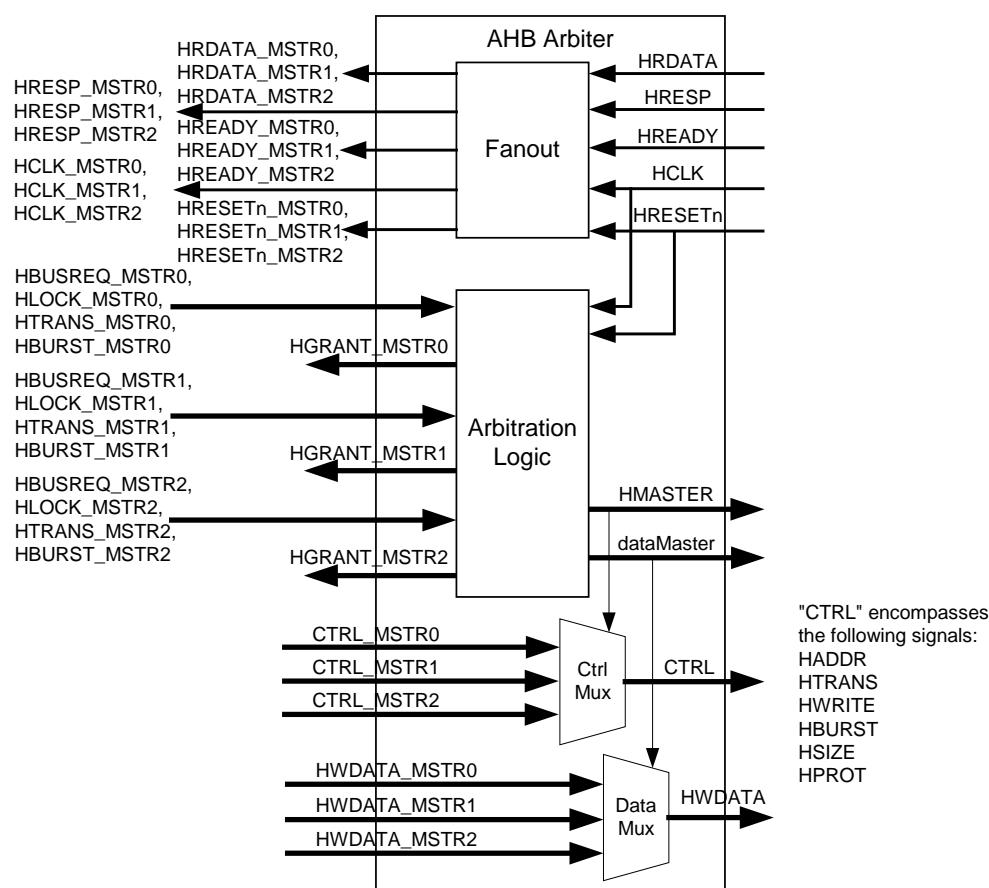 AHB Arbiter
HRDATA_MSTR0,
HRDATA_MSTR1,
HRDATA_MSTR2
HRESP_MSTR0,
HRESP_MSTR1,
HRESP_MSTR2
HREADY_MSTR0,
HREADY_MSTR1,
HREADY_MSTR2
HCLK_MSTR0,
HCLK_MSTR1,
HCLK_MSTR2
HRESETn_MSTR0,
HRESETn_MSTR1,
HRESETn_MSTR2
Fanout
HRDATA
HRESP
HREADY
HCLK
HRESETn
HBUSREQ_MSTR0,
HLOCK_MSTR0,
HTRANS_MSTR0,
HBURST_MSTR0
HGRANT_MSTR0
HBUSREQ_MSTR1,
HLOCK_MSTR1,
HTRANS_MSTR1,
HBURST_MSTR1
HGRANT_MSTR1
HBUSREQ_MSTR2,
HLOCK_MSTR2,
HTRANS_MSTR2,
HBURST_MSTR2
HGRANT_MSTR2
Arbitration
Logic
HMASTER
dataMaster
CTRL_MSTR0
CTRL_MSTR1
CTRL_MSTR2
Ctrl
Mux
CTRL
HWDATA_MSTR0
HWDATA_MSTR1
HWDATA_MSTR2
Data
Mux
HWDATA
"CTRL" encompasses
the following signals:
HADDR
HTRANS
HWRITE
HBURST
HSIZE
HPROT